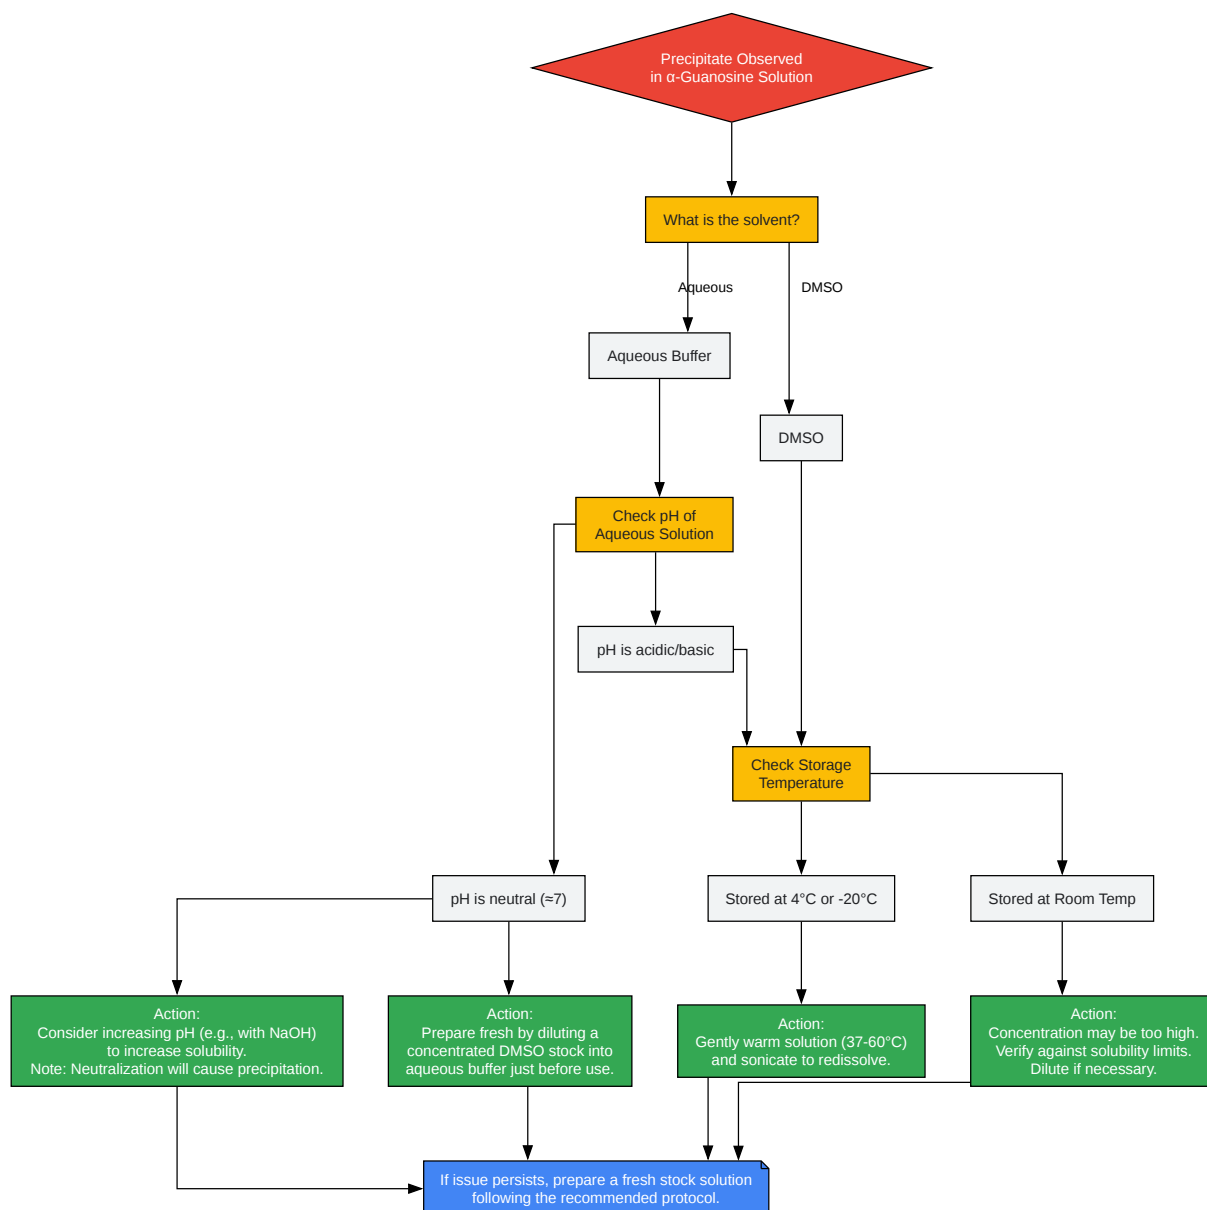 Precipitate Observed
in α-Guanosine Solution
What is the solvent?
Aqueous
DMSO
Aqueous Buffer
DMSO
Check pH of
Aqueous Solution
pH is acidic/basic
Check Storage
Temperature
pH is neutral (≈7)
Stored at 4°C or -20°C
Stored at Room Temp
Action:
Consider increasing pH (e.g., with NaOH)
to increase solubility.
Note: Neutralization will cause precipitation.
Action:
Prepare fresh by diluting a
concentrated DMSO stock into
aqueous buffer just before use.
Action:
Gently warm solution (37-60°C)
and sonicate to redissolve.
Action:
Concentration may be too high.
Verify against solubility limits.
Dilute if necessary.
If issue persists, prepare a fresh stock solution
following the recommended protocol.